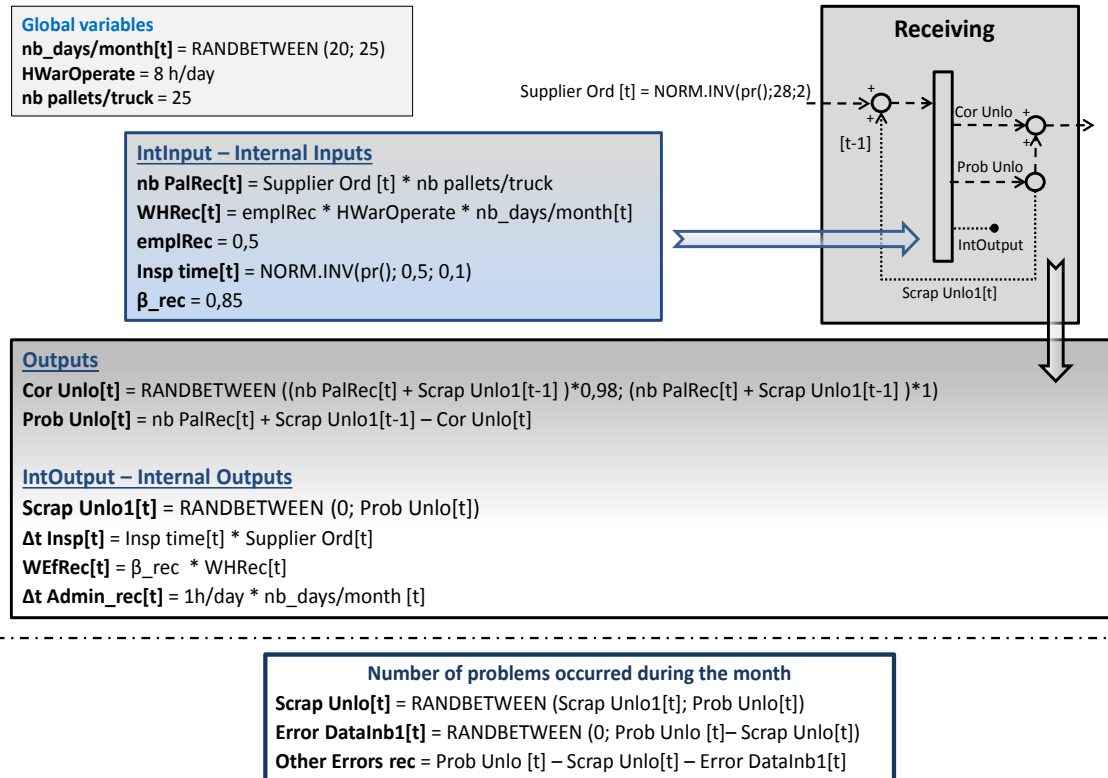 Global variables
nb_days/month[t] = RANDBETWEEN (20; 25)
HWarOperate = 8 h/day
nb pallets/truck = 25
Receiving
Supplier Ord [t] = NORM.INV(pr();28;2)
+
+
[t-1]
Cor Unlo
+
+
Prob Unlo
IntOutput
Scrap Unlo1[t]
IntInput – Internal Inputs
nb PalRec[t] = Supplier Ord [t] * nb pallets/truck
WHRec[t] = emplRec * HWarOperate * nb_days/month[t]
emplRec = 0,5
Insp time[t] = NORM.INV(pr(); 0,5; 0,1)
β_rec = 0,85
Outputs
Cor Unlo[t] = RANDBETWEEN ((nb PalRec[t] + Scrap Unlo1[t-1] )*0,98; (nb PalRec[t] + Scrap Unlo1[t-1] )*1)
Prob Unlo[t] = nb PalRec[t] + Scrap Unlo1[t-1] – Cor Unlo[t]
IntOutput – Internal Outputs
Scrap Unlo1[t] = RANDBETWEEN (0; Prob Unlo[t])
Δt Insp[t] = Insp time[t] * Supplier Ord[t]
WEfRec[t] = β_rec * WHRec[t]
Δt Admin_rec[t] = 1h/day * nb_days/month [t]
Number of problems occurred during the month
Scrap Unlo[t] = RANDBETWEEN (Scrap Unlo1[t]; Prob Unlo[t])
Error DataInb1[t] = RANDBETWEEN (0; Prob Unlo [t]– Scrap Unlo[t])
Other Errors rec = Prob Unlo [t] – Scrap Unlo[t] – Error DataInb1[t]